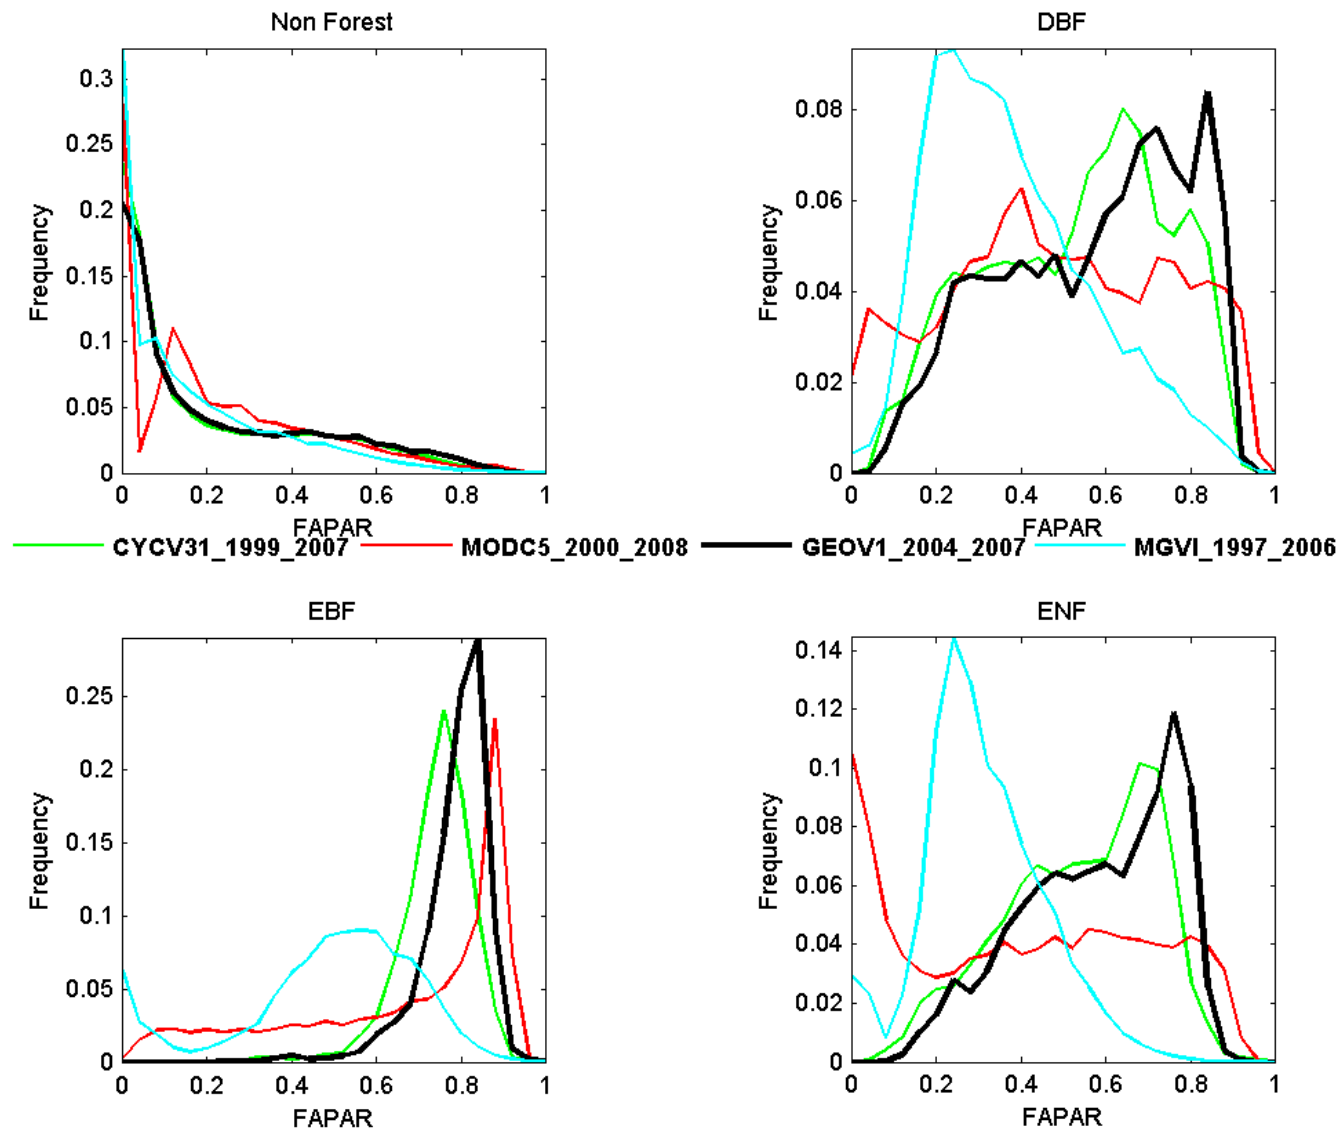 Non Forest
Frequency
0.3
0.25
0.2
0.15
0.1
0.05
0
0 0.2 0.4 0.6 0.8 1
FAPAR
DBF
Frequency
0.08
0.06
0.04
0.02
0
0 0.2 0.4 0.6 0.8 1
FAPAR
CYCV31_1999_2007 MODC5_2000_2008 GEOV1_2004_2007 MGVI_1997_2006
EBF
Frequency
0.25
0.2
0.15
0.1
0.05
0
0 0.2 0.4 0.6 0.8 1
FAPAR
ENF
Frequency
0.14
0.12
0.1
0.08
0.06
0.04
0.02
0
0 0.2 0.4 0.6 0.8 1
FAPAR